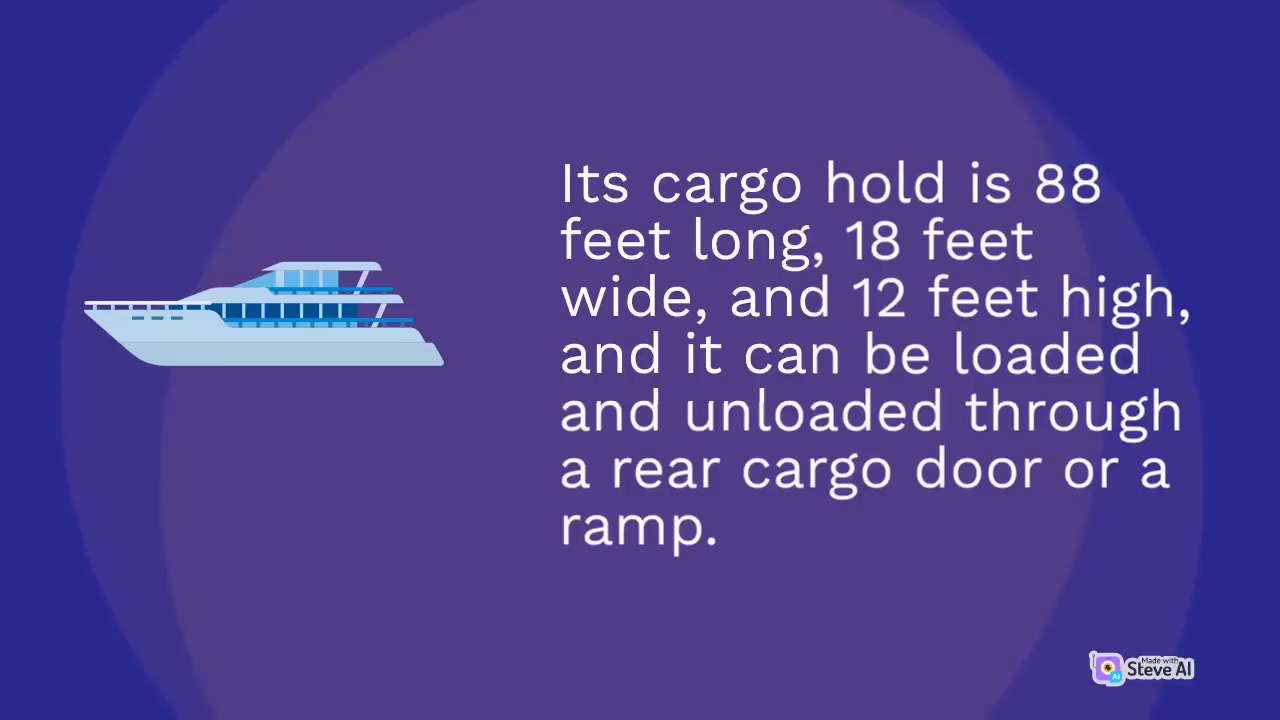 Its cargo hold is 88
feet long, 18 feet
wide, and 12 feet high,
and it can be loaded
and unloaded through
a rear cargo door or a
ramp.
Made with
Steve AI
AI